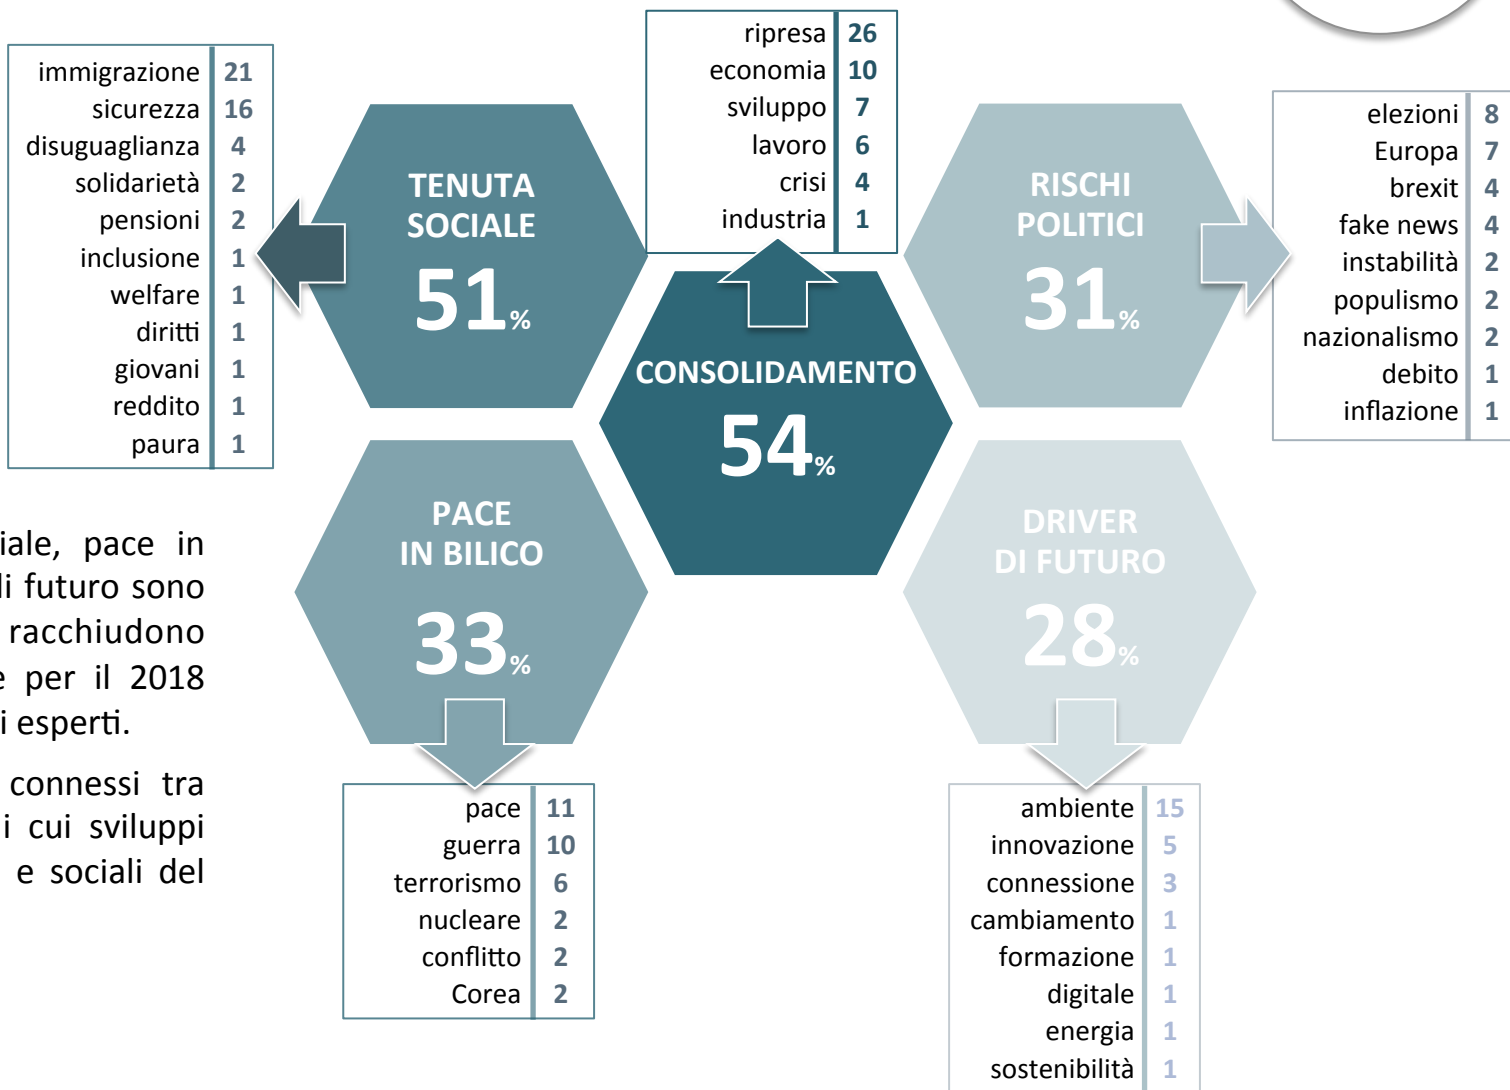 ripresa 26
economia 10
sviluppo 7
lavoro 6
crisi 4
industria 1
immigrazione 21
sicurezza 16
disuguaglianza 4
solidarietà 2
pensioni 2
inclusione 1
welfare 1
diritti 1
giovani 1
reddito 1
paura 1
TENUTA
SOCIALE
51%
CONSOLIDAMENTO
54%
RISCHI
POLITICI
31%
elezioni 8
Europa 7
brexit 4
fake news 4
instabilità 2
populismo 2
nazionalismo 2
debito 1
inflazione 1
iale, pace in
li futuro sono
racchiudono
e per il 2018
i esperti.
connessi tra
i cui sviluppi
e sociali del
PACE
IN BILICO
33%
DRIVER
DI FUTURO
28%
pace 11
guerra 10
terrorismo 6
nucleare 2
conflitto 2
Corea 2
ambiente 15
innovazione 5
connessione 3
cambiamento 1
formazione 1
digitale 1
energia 1
sostenibilità 1